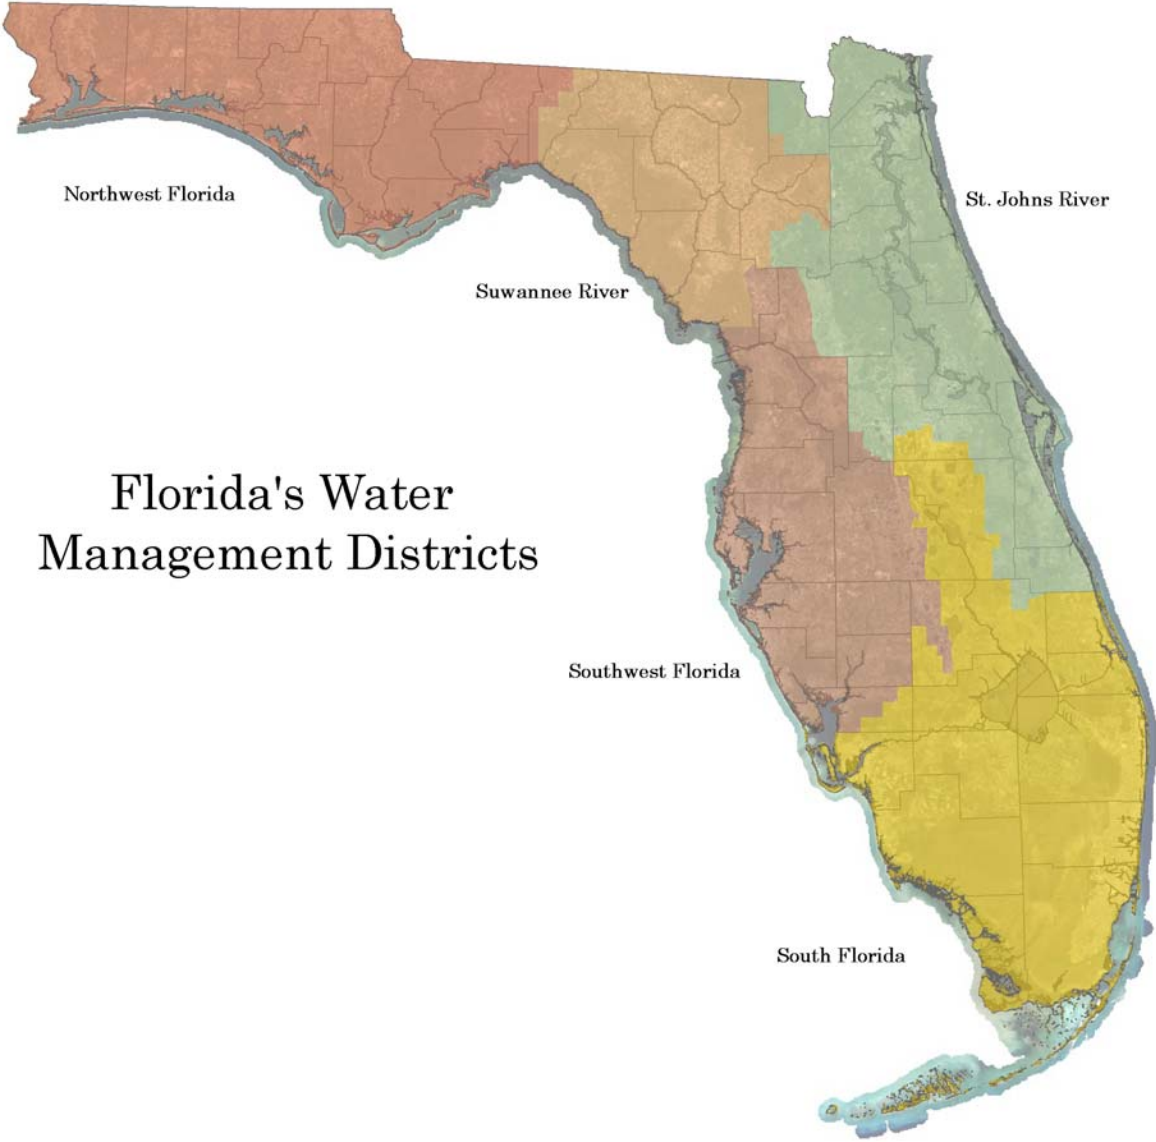 Northwest Florida
St. Johns River
Suwannee River
Florida's Water
Management Districts
Southwest Florida
South Florida